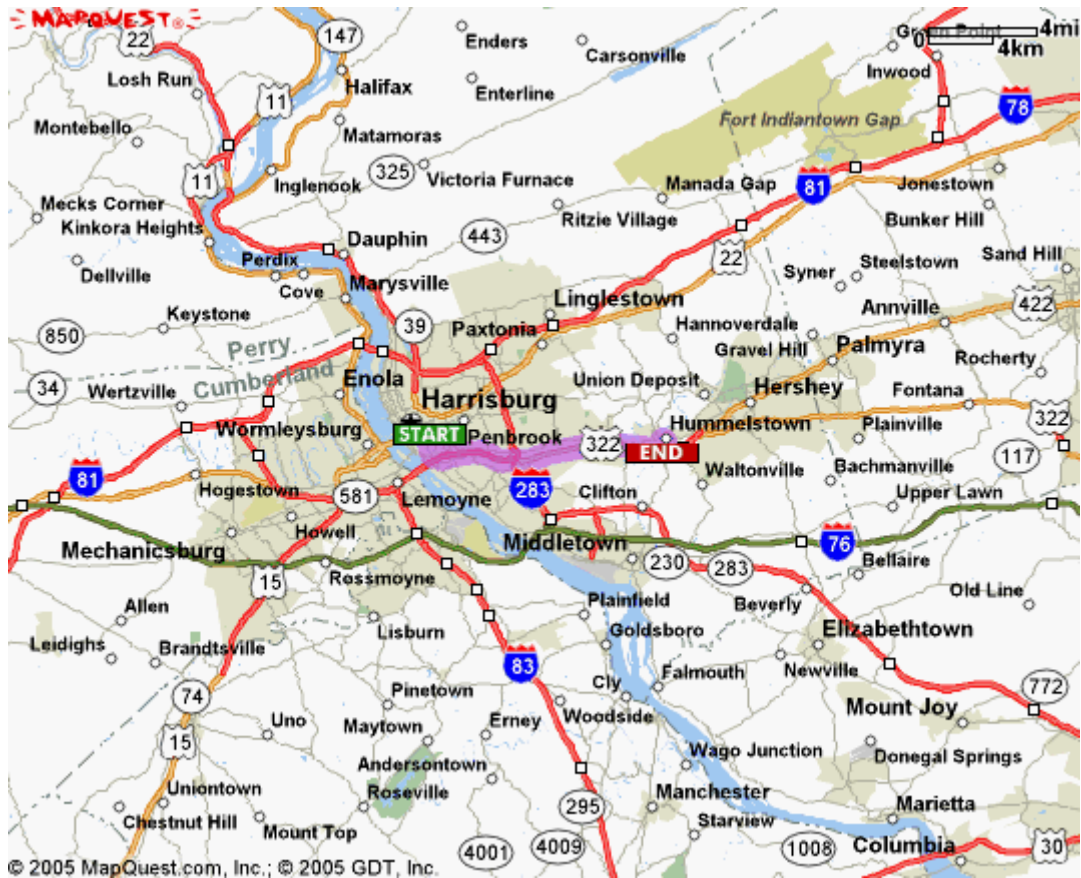 MAPQUEST®
22
147
Enders
Carsonville
Green Point
4mi
0
4km
Losh Run
Halifax
Inwood
11
Enterline
78
Montebello
Matamoras
Fort Indiantown Gap
11
Inglenook
325
Victoria Furnace
Manada Gap
81
Jonestown
Mecks Corner
Ritzie Village
Bunker Hill
Kinkora Heights
Dauphin
443
22
Sand Hill
Dellville
Perdix
Cove
Marysville
Syner
Steelstown
Linglestown
Annville
422
Keystone
39
Paxtonia
Hannoverdale
850
Perry
Gravel Hill
Palmyra
Rocherty
34
Wertzville
Cumberland
Enola
Harrisburg
Union Deposit
Hershey
Fontana
Wormleysburg
START
Penbrook
322
Hummelstown
END
Plainville
322
81
Hogestown
581
Lemoyne
283
Clifton
Waltonville
Bachmanville
117
Howell
Upper Lawn
Mechanicsburg
Middletown
76
15
Rossmoyne
230
283
Bellaire
Allen
Lisburn
Plainfield
Beverly
Old Line
Leidighs
Brandtsville
Goldsboro
Elizabethtown
83
Falmouth
Newville
74
Pinetown
Cly
772
Uno
Maytown
Erney
Woodside
Mount Joy
15
Andersontown
Wago Junction
Donegal Springs
Uniontown
Roseville
Manchester
Marietta
Chestnut Hill
Mount Top
295
Starview
4001
4009
1008
Columbia
30
© 2005 MapQuest.com, Inc.; © 2005 GDT, Inc.